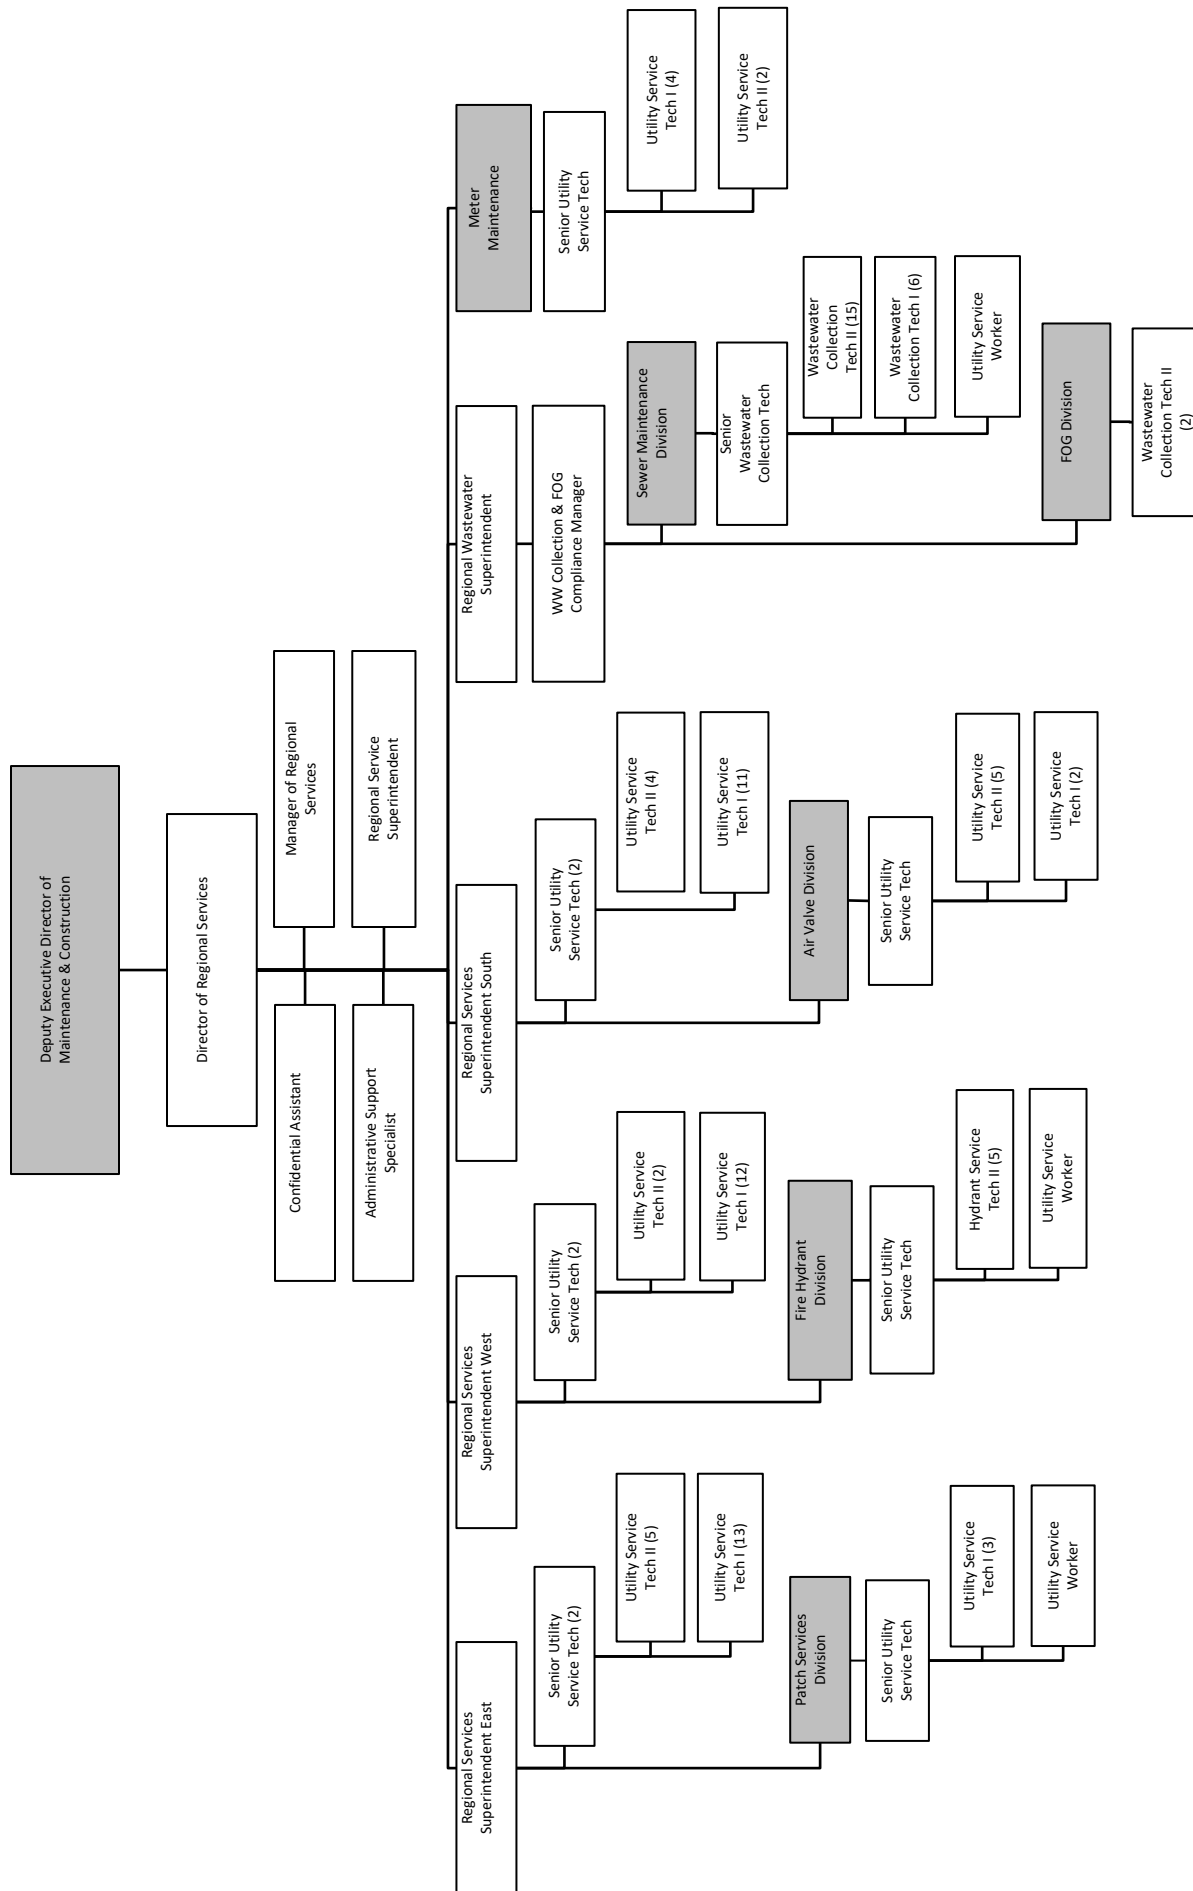 Deputy Executive Director of
Maintenance & Construction
Director of Regional Services
Confidential Assistant
Manager of Regional
Services
Administrative Support
Specialist
Regional Service
Superintendent
Regional Services
Superintendent East
Senior Utility
Service Tech (2)
Utility Service
Tech II (5)
Utility Service
Tech I (13)
Patch Services
Division
Senior Utility
Service Tech
Utility Service
Tech I (3)
Utility Service
Worker
Regional Services
Superintendent West
Senior Utility
Service Tech (2)
Utility Service
Tech II (2)
Utility Service
Tech I (12)
Fire Hydrant
Division
Senior Utility
Service Tech
Hydrant Service
Tech II (5)
Utility Service
Worker
Regional Services
Superintendent South
Senior Utility
Service Tech (2)
Utility Service
Tech II (4)
Utility Service
Tech I (11)
Air Valve Division
Senior Utility
Service Tech
Utility Service
Tech II (5)
Utility Service
Tech I (2)
Regional Wastewater
Superintendent
WW Collection & FOG
Compliance Manager
Sewer Maintenance
Division
Senior
Wastewater
Collection Tech
Wastewater
Collection
Tech II (15)
Wastewater
Collection Tech I (6)
Utility Service
Worker
FOG Division
Wastewater
Collection Tech II
(2)
Meter
Maintenance
Senior Utility
Service Tech
Utility Service
Tech I (4)
Utility Service
Tech II (2)